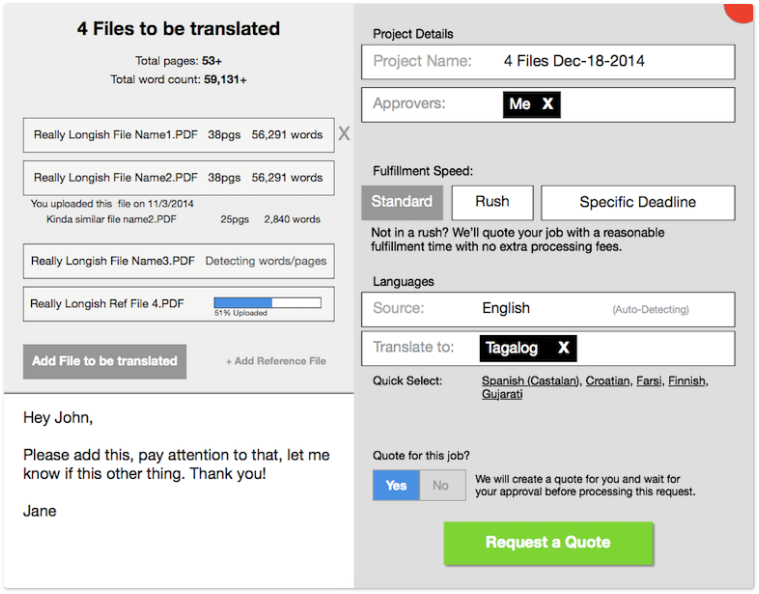 4 Files to be translated
Total pages: 53+
Total word count: 59,131+
Really Longish File Name1.PDF 38pgs 56,291 words X
Really Longish File Name2.PDF 38pgs 56,291 words
You uploaded this file on 11/3/2014
Kinda similar file name2.PDF 25pgs 2,840 words
Really Longish File Name3.PDF Detecting words/pages
Really Longish Ref File 4.PDF
51% Uploaded
Add File to be translated + Add Reference File
Hey John,
Please add this, pay attention to that, let me
know if this other thing. Thank you!
Jane
Project Details
Project Name: 4 Files Dec-18-2014
Approvers: Me X
Fulfillment Speed:
Standard Rush Specific Deadline
Not in a rush? We'll quote your job with a reasonable
fulfillment time with no extra processing fees.
Languages
Source: English (Auto-Detecting)
Translate to: Tagalog X
Quick Select: Spanish (Castalan), Croatian, Farsi, Finnish,
Gujarati
Quote for this job?
Yes No We will create a quote for you and wait for
your approval before processing this request.
Request a Quote